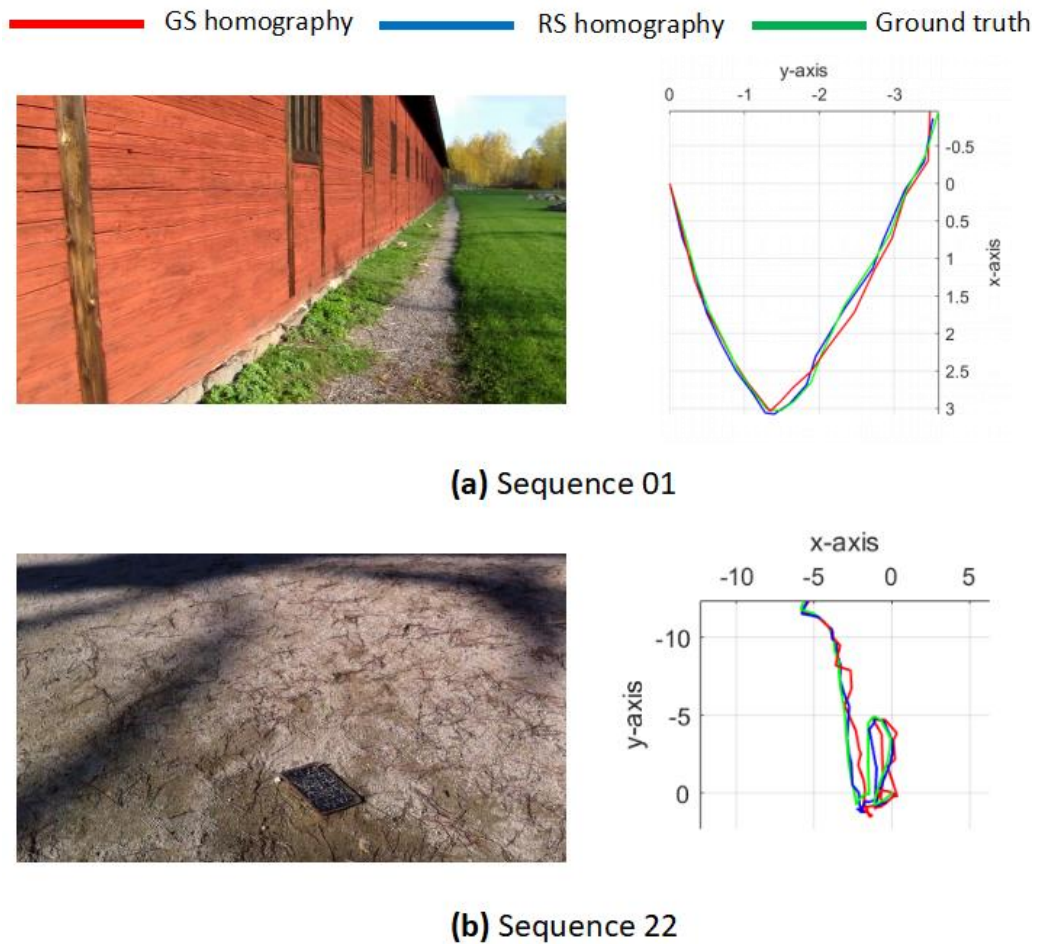 GS homography RS homography Ground truth
y-axis
0 -1 -2 -3
-0.5
0
0.5
1
1.5
2
2.5
3
x-axis
(a) Sequence 01
x-axis
-10 -5 0 5
-10
-5
0
y-axis
(b) Sequence 22